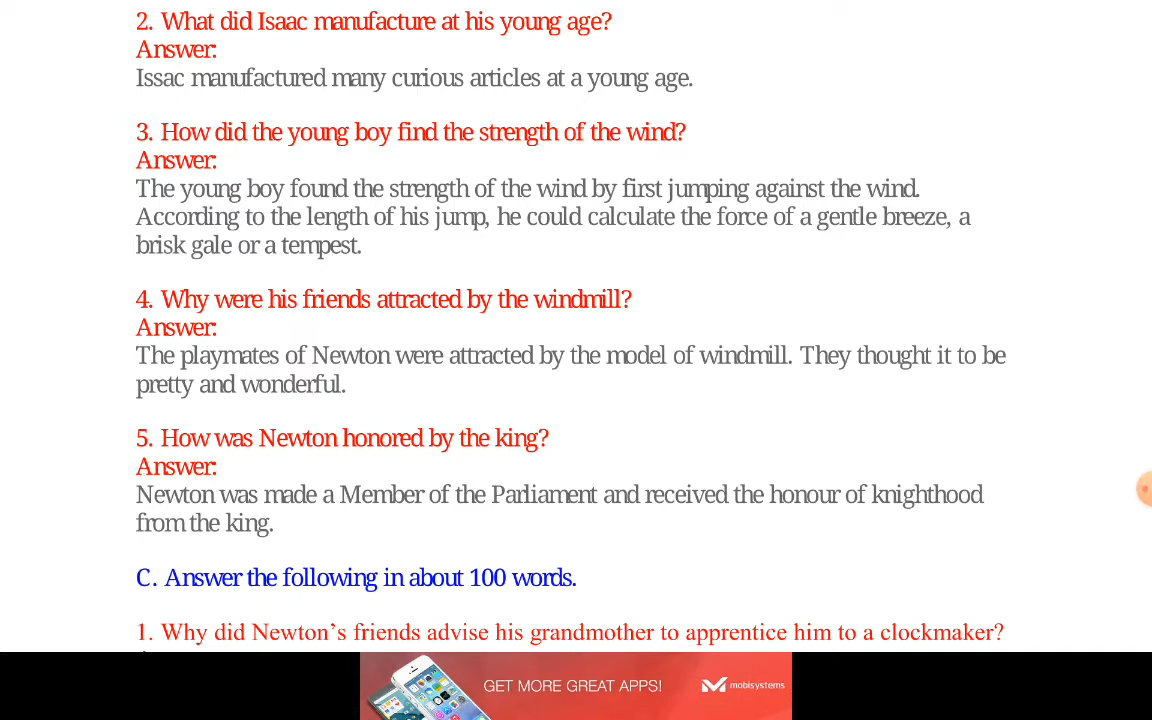 2. What did Isaac manufacture at his young age?
Answer:
Issac manufactured many curious articles at a young age.
3. How did the young boy find the strength of the wind?
Answer:
The young boy found the strength of the wind by first jumping against the wind.
According to the length of his jump, he could calculate the force of a gentle breeze, a
brisk gale or a tempest.
4. Why were his friends attracted by the windmill?
Answer:
The playmates of Newton were attracted by the model of windmill. They thought it to be
pretty and wonderful.
5. How was Newton honored by the king?
Answer:
Newton was made a Member of the Parliament and received the honour of knighthood
from the king.
C. Answer the following in about 100 words.
1. Why did Newton's friends advise his grandmother to apprentice him to a clockmaker?
GET MORE GREAT APPS!
mobisystems